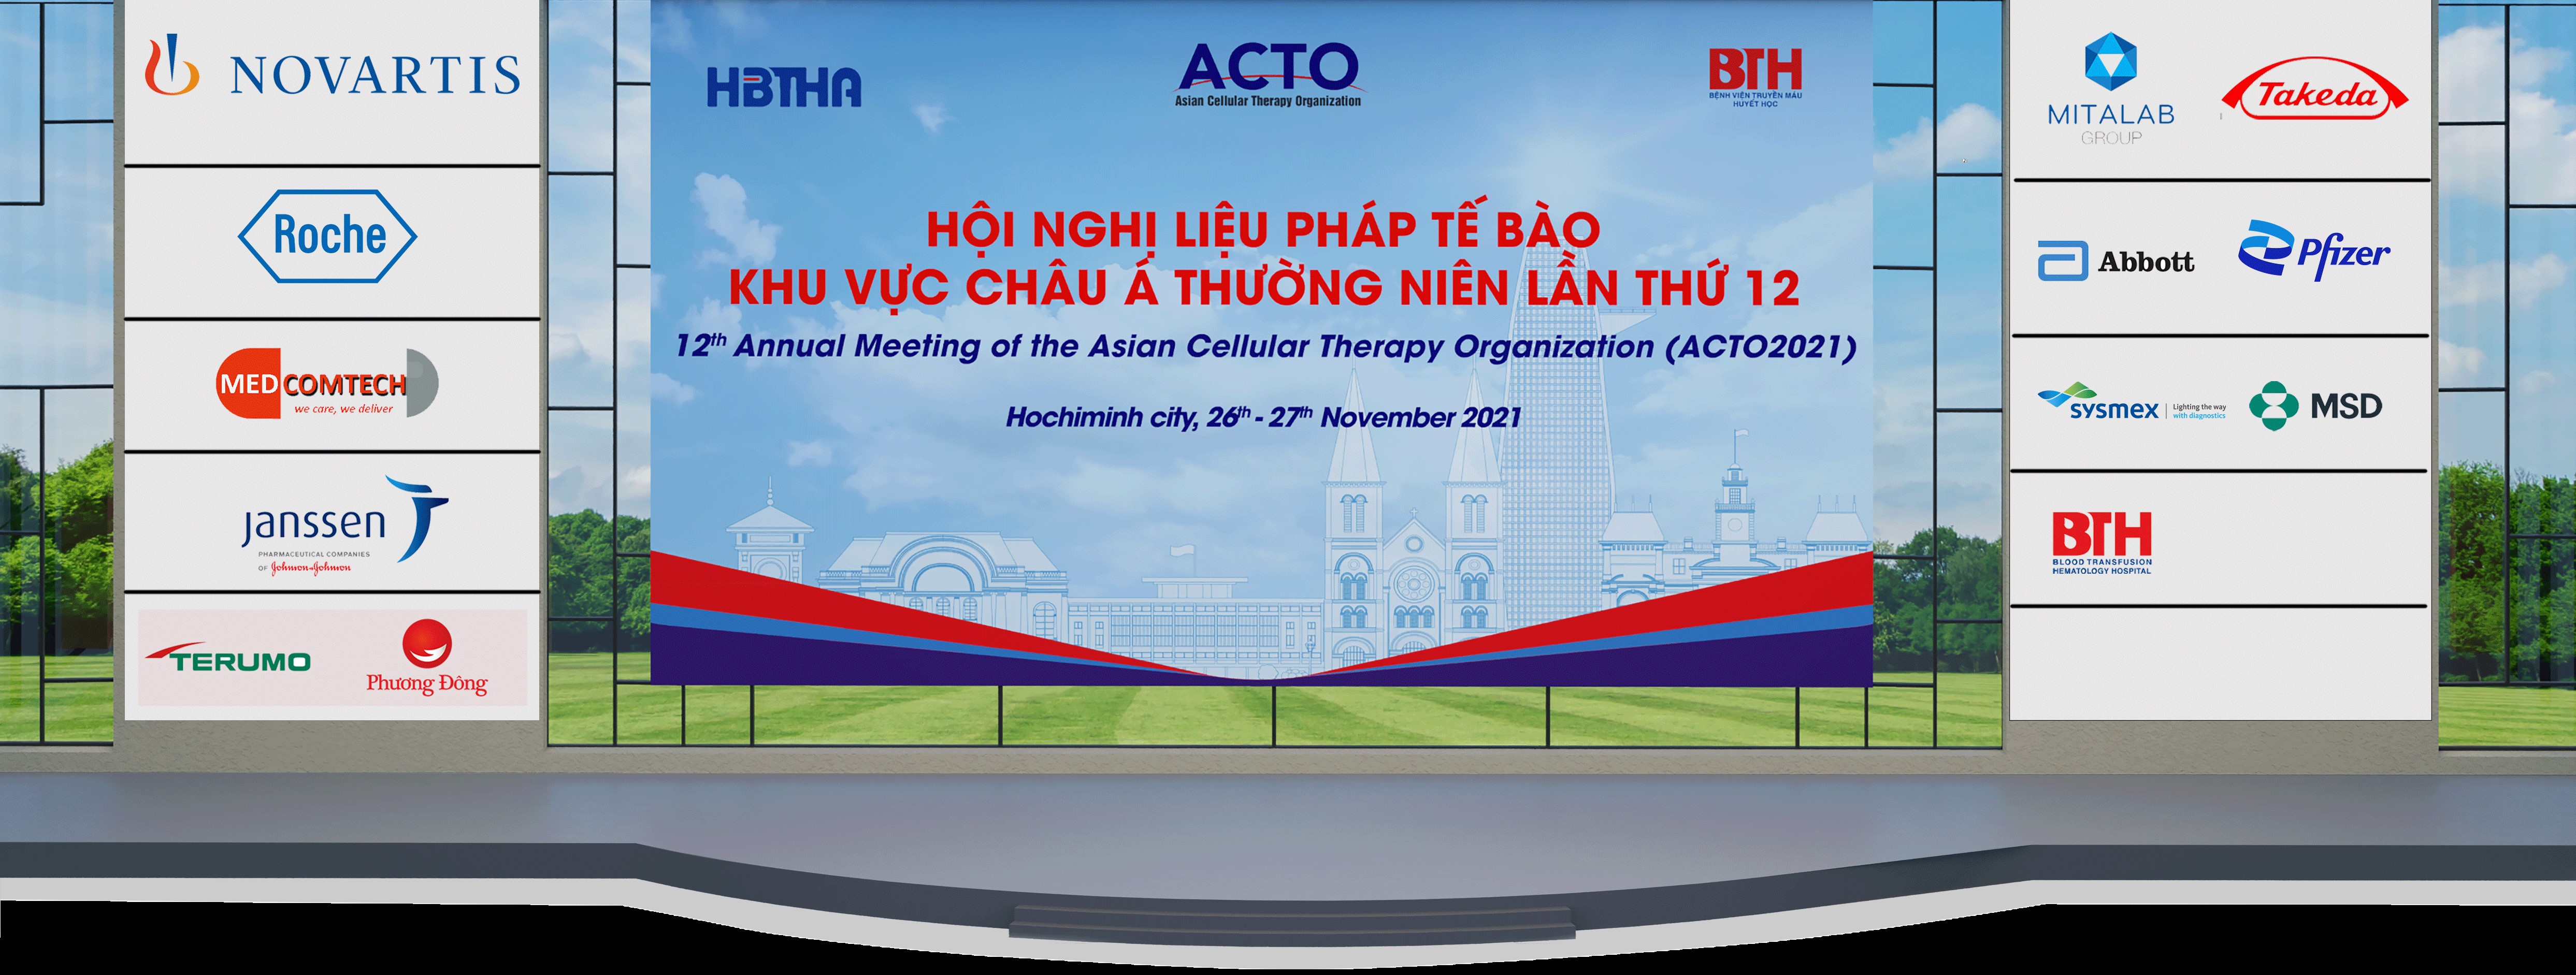 NOVARTIS
Roche
MEDCOMTECH
we care, we deliver
janssen
PHARMACEUTICAL COMPANIES
OF Johnson & Johnson
TERUMO
Phương Đông
HBTHA
ACTO
Asian Cellular Therapy Organization
BTH
BỆNH VIỆN TRUYỀN MÁU
HUYẾT HỌC
HỘI NGHỊ LIỆU PHÁP TẾ BÀO
KHU VỰC CHÂU Á THƯỜNG NIÊN LẦN THỨ 12
12th Annual Meeting of the Asian Cellular Therapy Organization (ACTO2021)
Hochiminh city, 26th - 27th November 2021
MITALAB
GROUP
Takeda
Abbott
Pfizer
sysmex
Lighting the way
with diagnostics
MSD
BTH
BLOOD TRANSFUSION
HEMATOLOGY HOSPITAL